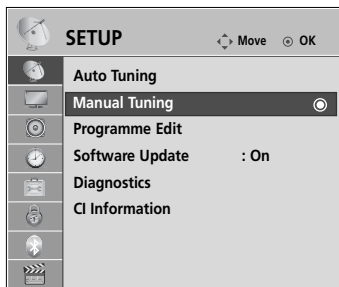 SETUP Move OK
Auto Tuning
Manual Tuning
Programme Edit
Software Update : On
Diagnostics
CI Information